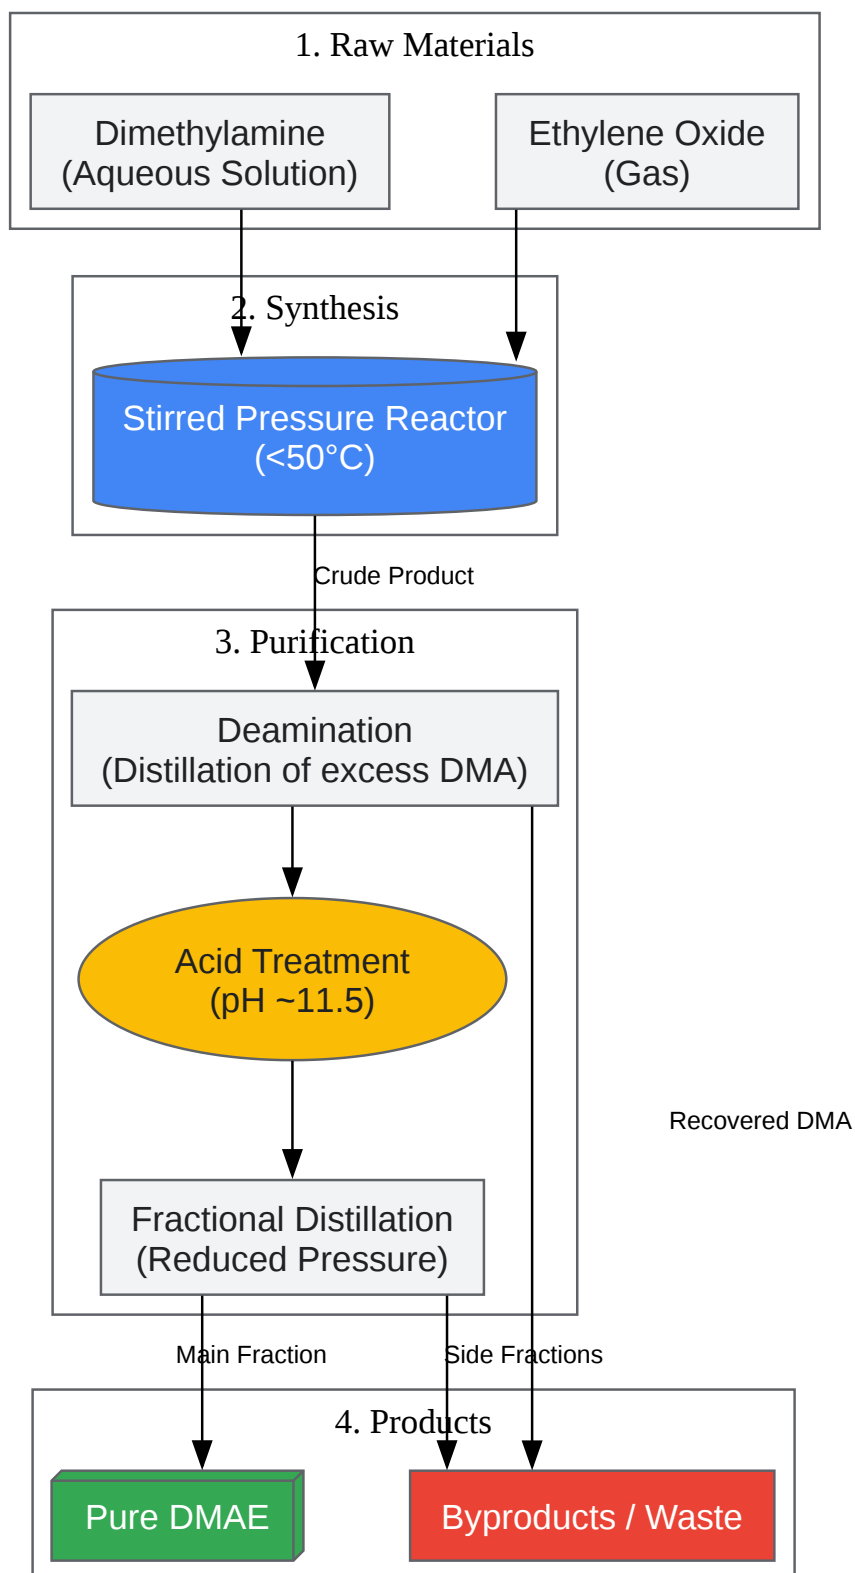 1. Raw Materials
Dimethylamine
(Aqueous Solution)
Ethylene Oxide
(Gas)
2. Synthesis
Stirred Pressure Reactor
(<50°C)
Crude Product
3. Purification
Deamination
(Distillation of excess DMA)
Acid Treatment
(pH ~11.5)
Recovered DMA
Fractional Distillation
(Reduced Pressure)
Main Fraction
Side Fractions
4. Products
Pure DMAE
Byproducts / Waste